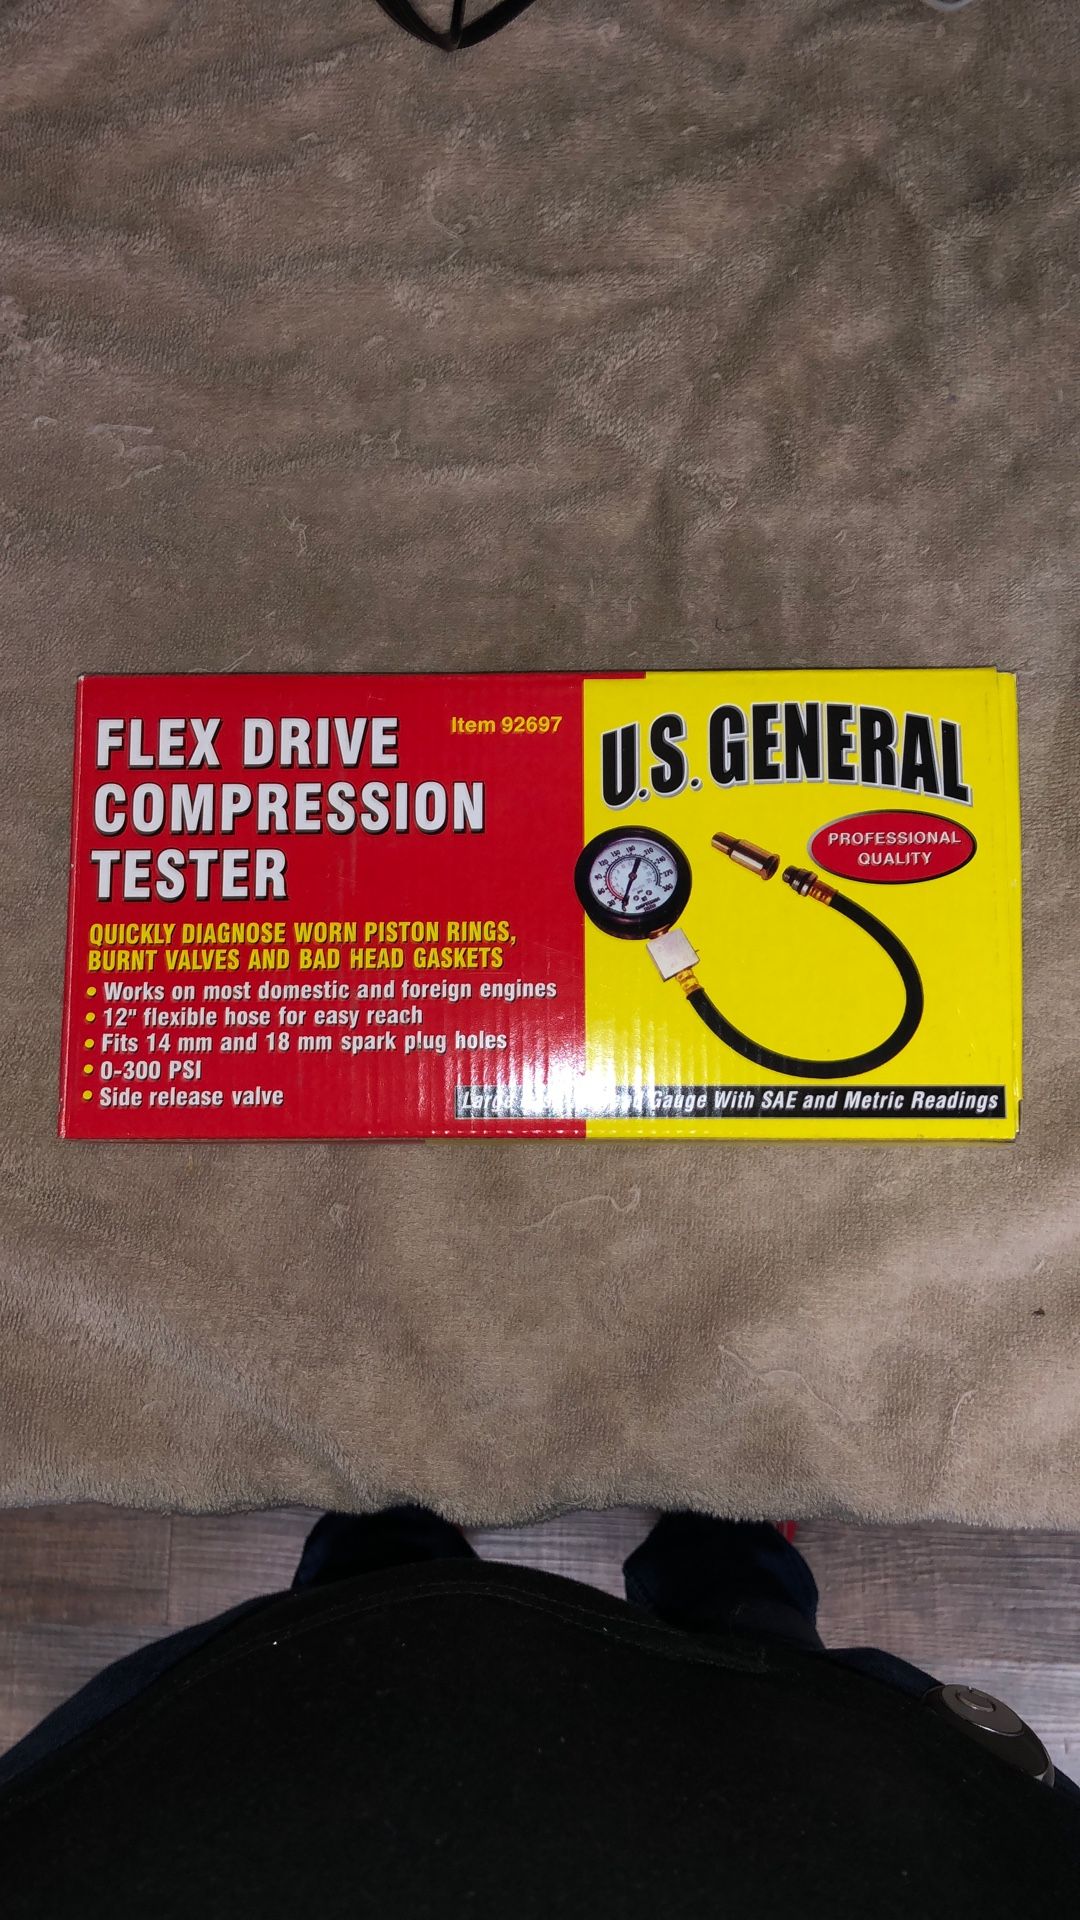 FLEX DRIVE
COMPRESSION
TESTER
Item 92697
QUICKLY DIAGNOSE WORN PISTON RINGS,
BURNT VALVES AND BAD HEAD GASKETS
• Works on most domestic and foreign engines
• 12" flexible hose for easy reach
• Fits 14 mm and 18 mm spark plug holes
• 0-300 PSI
• Side release valve
U.S. GENERAL
PROFESSIONAL
QUALITY
Large Gauge With SAE and Metric Readings